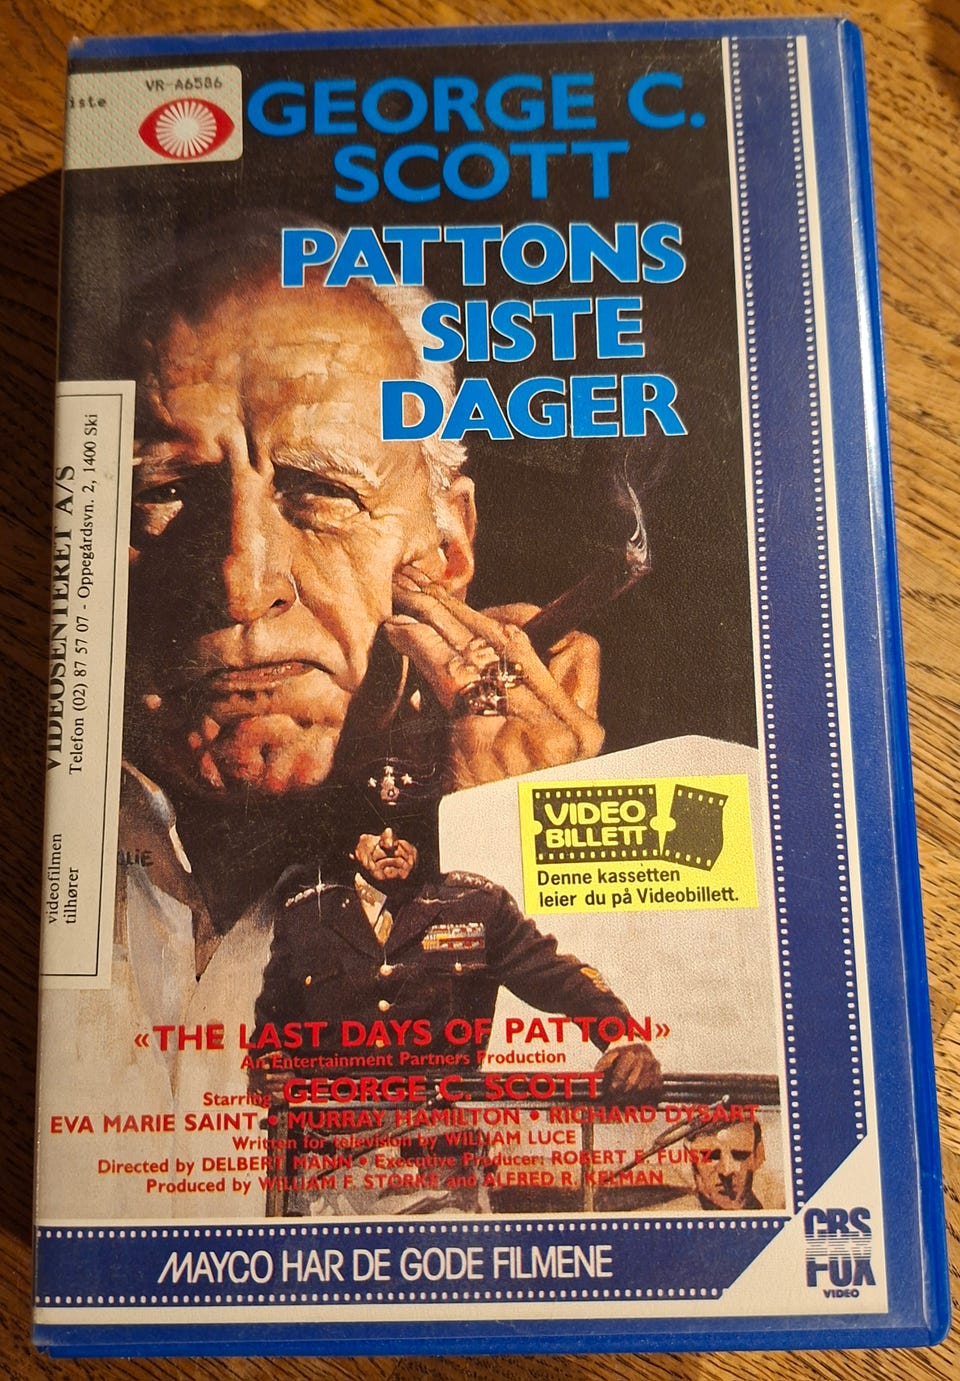 VR-A6586
iste
GEORGE C.
SCOTT
PATTONS
SISTE
DAGER
videofilmen
tilhører
VIDEOSENTERET A/S
Telefon (02) 87 57 07 - Oppegårdsvn. 2, 1400 Ski
VIDEO
BILLETT
Denne kassetten
leier du på Videobillett.
«THE LAST DAYS OF PATTON»
An Entertainment Partners Production
Starring GEORGE C. SCOTT
EVA MARIE SAINT • MURRAY HAMILTON • RICHARD DYSART
Written for television by WILLIAM LUCE
Directed by DELBERT MANN • Executive Producer: ROBERT E. FUISZ
Produced by WILLIAM F. STORKE and ALFRED R. KELMAN
MAYCO HAR DE GODE FILMENE
CBS
FOX
VIDEO